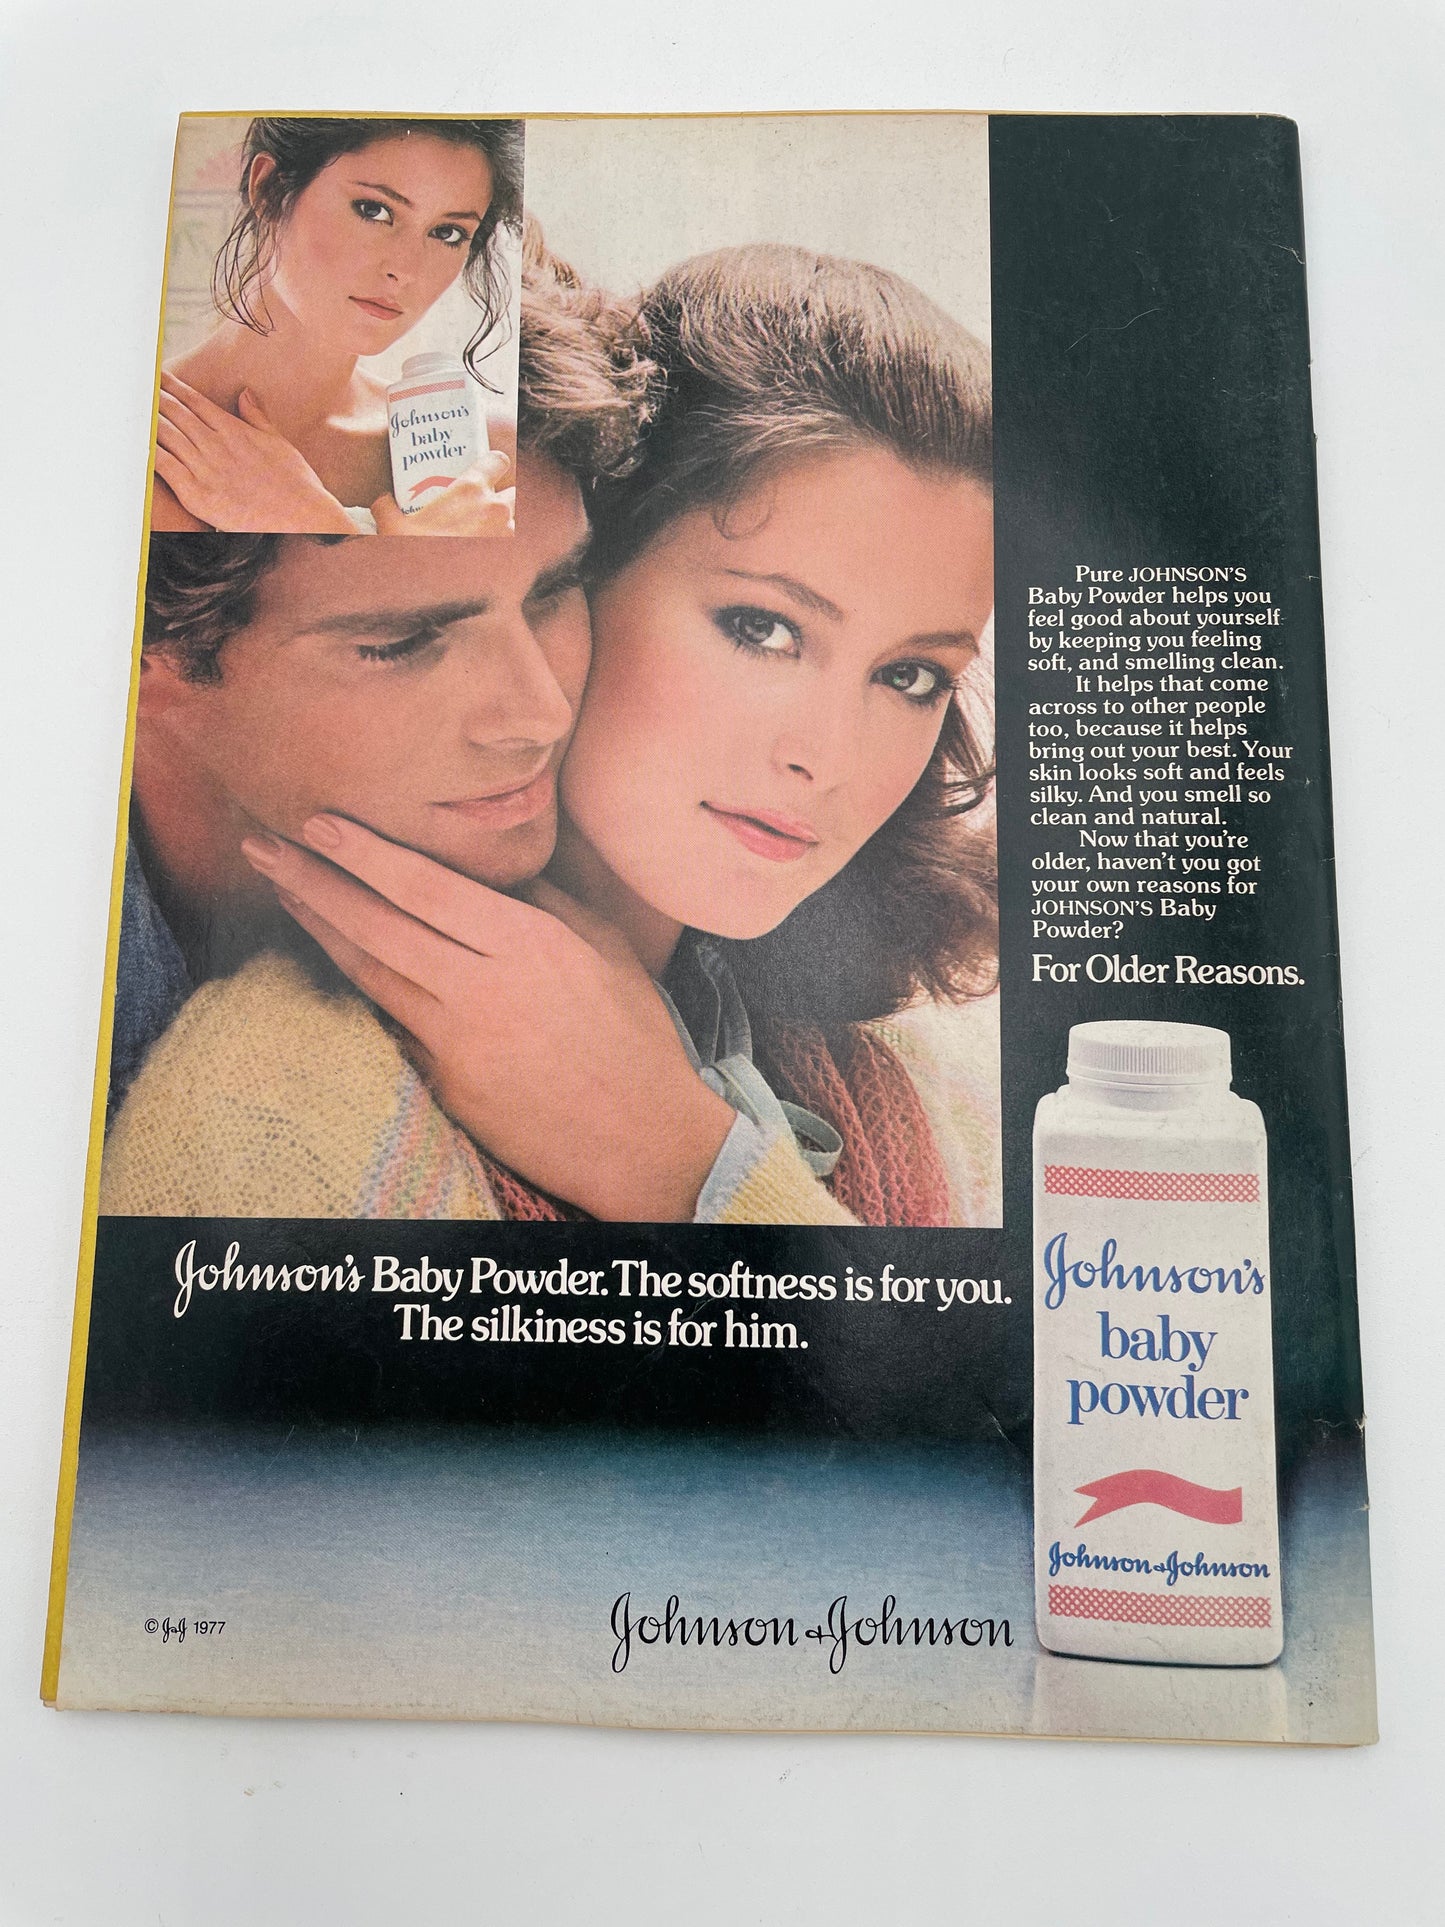 Johnson's
baby
powder
Pure JOHNSON'S
Baby Powder helps you
feel good about yourself
by keeping you feeling
soft, and smelling clean.
It helps that come
across to other people
too, because it helps
bring out your best. Your
skin looks soft and feels
silky. And you smell so
clean and natural.
Now that you're
older, haven't you got
your own reasons for
JOHNSON'S Baby
Powder?
For Older Reasons.
Johnson's Baby Powder. The softness is for you.
The silkiness is for him.
Johnson's
baby
powder
Johnson & Johnson
© J&J 1977
Johnson & Johnson